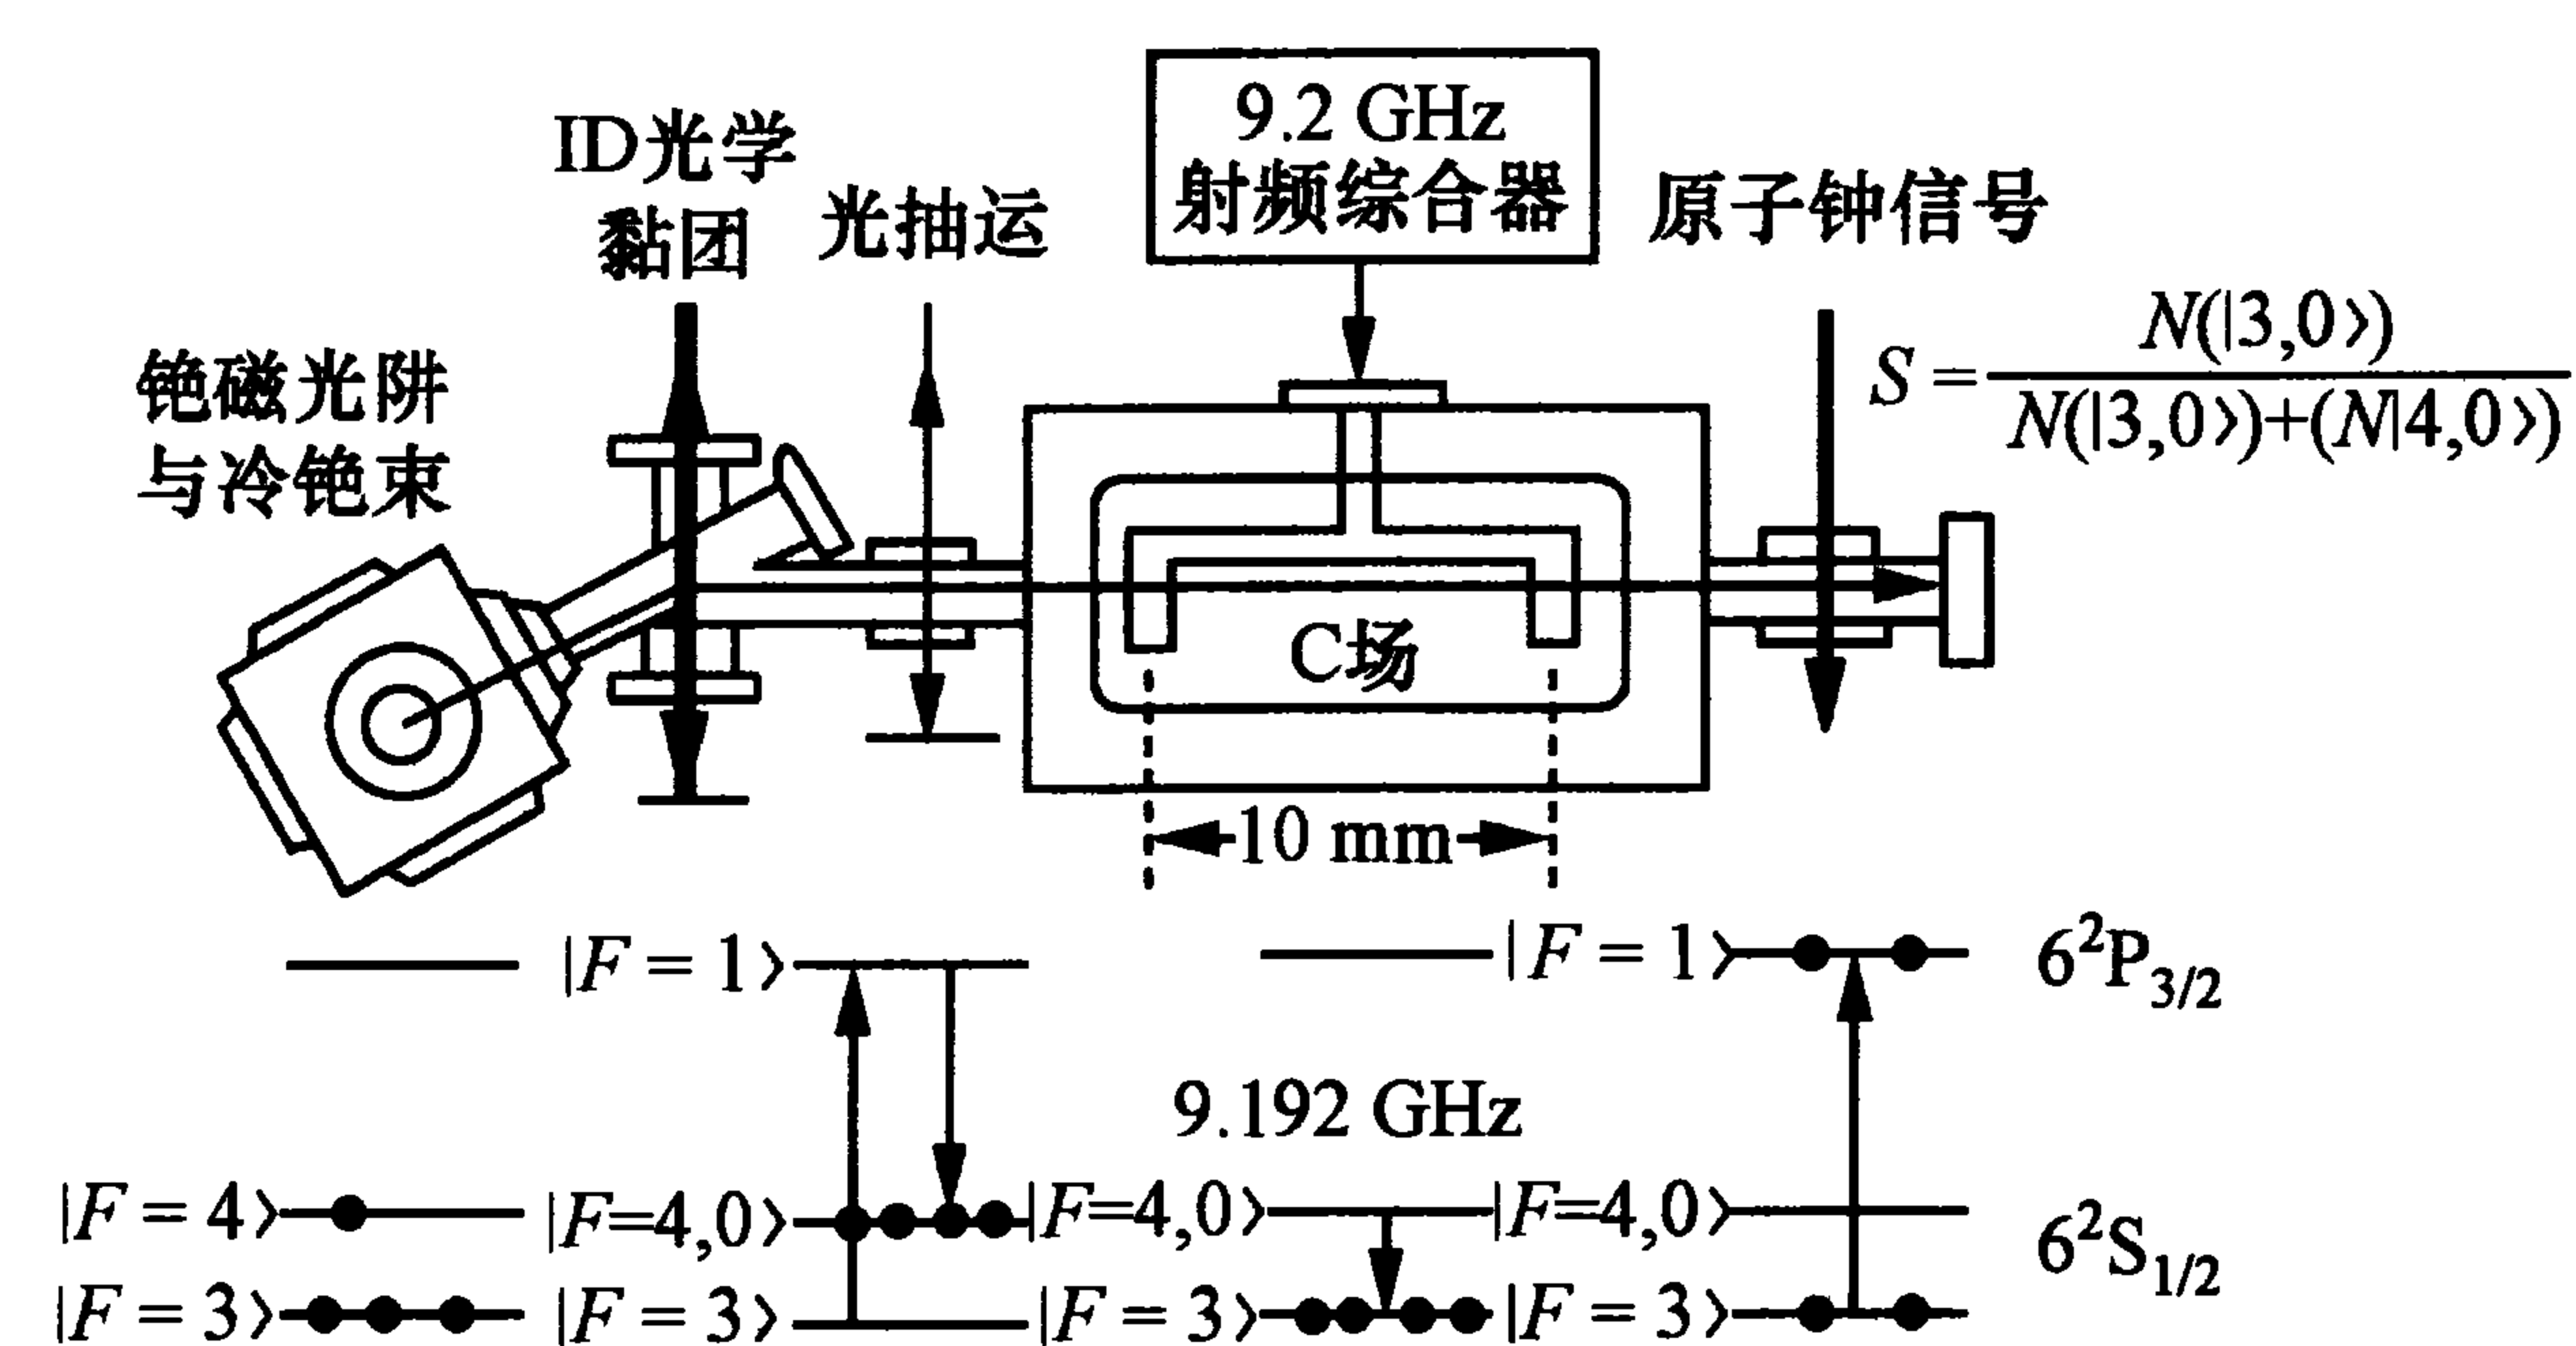 ID光学
黏团
光抽运
9.2 GHz
射频综合器
原子钟信号
铯磁光阱
与冷铯束
S = N(|3,0⟩) / N(|3,0⟩)+(N|4,0⟩)
C场
10 mm
|F = 1⟩
|F = 1⟩
6²P₃/₂
9.192 GHz
|F = 4⟩
|F=4,0⟩
|F=4,0⟩
|F=4,0⟩
6²S₁/₂
|F = 3⟩
|F = 3⟩
|F = 3⟩
|F = 3⟩